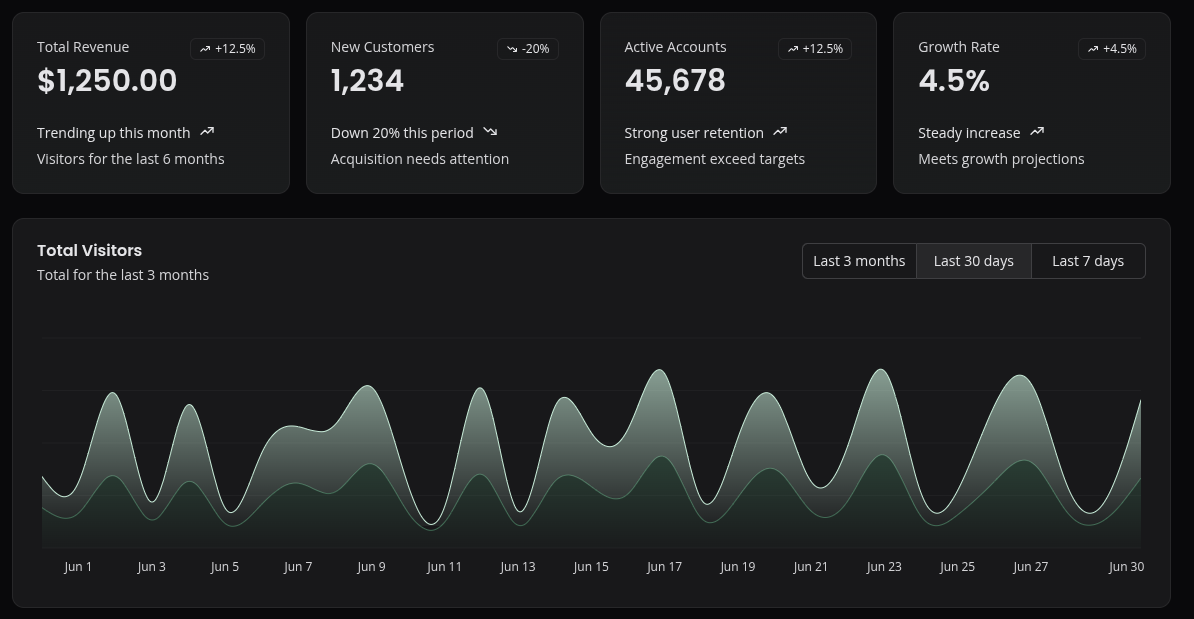 Total Revenue
+12.5%
$1,250.00
Trending up this month
Visitors for the last 6 months
New Customers
-20%
1,234
Down 20% this period
Acquisition needs attention
Active Accounts
+12.5%
45,678
Strong user retention
Engagement exceed targets
Growth Rate
+4.5%
4.5%
Steady increase
Meets growth projections
Total Visitors
Total for the last 3 months
Last 3 months Last 30 days Last 7 days
Jun 1 Jun 3 Jun 5 Jun 7 Jun 9 Jun 11 Jun 13 Jun 15 Jun 17 Jun 19 Jun 21 Jun 23 Jun 25 Jun 27 Jun 30